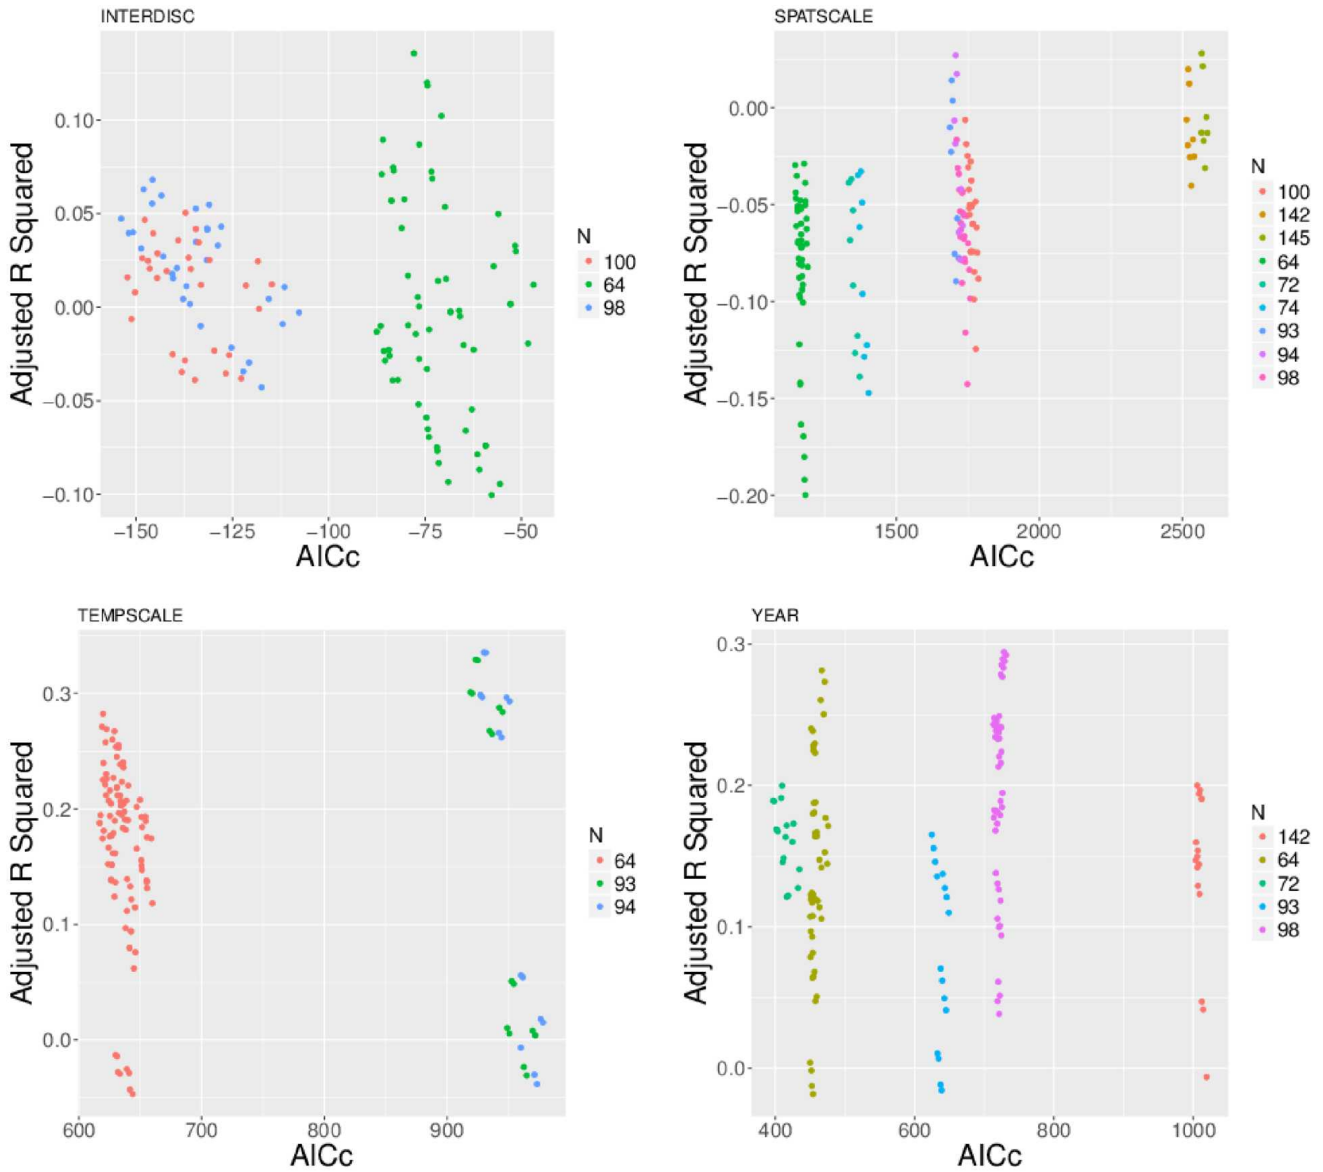 INTERDISC
Adjusted R Squared
0.10
0.05
0.00
−0.05
−0.10
−150 −125 −100 −75 −50
AICc
N
100
64
98
SPATSCALE
Adjusted R Squared
0.00
−0.05
−0.10
−0.15
−0.20
1500 2000 2500
AICc
N
100
142
145
64
72
74
93
94
98
TEMPSCALE
Adjusted R Squared
0.3
0.2
0.1
0.0
600 700 800 900
AICc
N
64
93
94
YEAR
Adjusted R Squared
0.3
0.2
0.1
0.0
400 600 800 1000
AICc
N
142
64
72
93
98